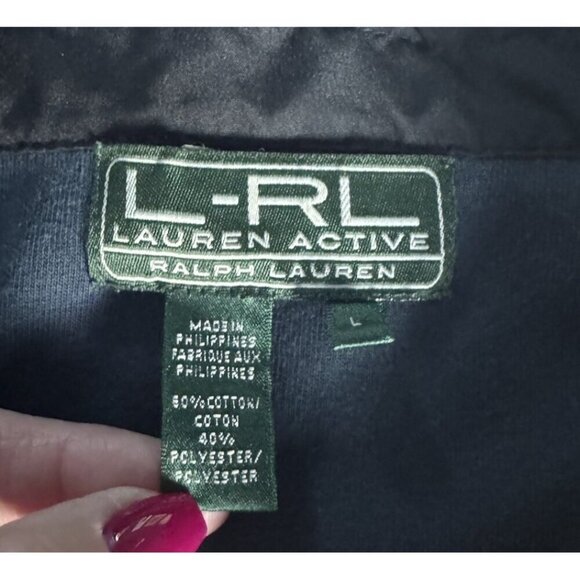 L-RL
LAUREN ACTIVE
RALPH LAUREN
L
MADE IN
PHILIPPINES
FABRIQUE AUX
PHILIPPINES
60% COTTON/
COTON
40%
POLYESTER/
POLYESTER